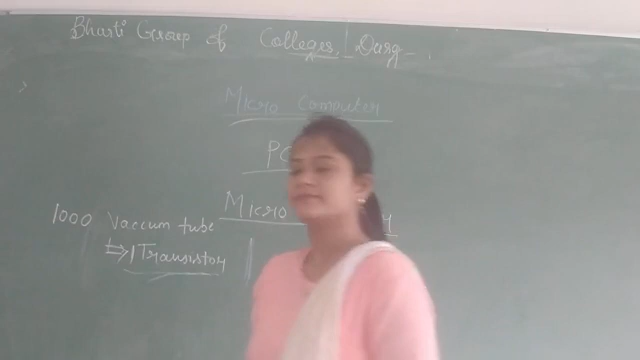 Bharti Group of Colleges, Durg
Micro Computer
PC
Micro
1000 Vaccum tube
⇒ 1 Transistor